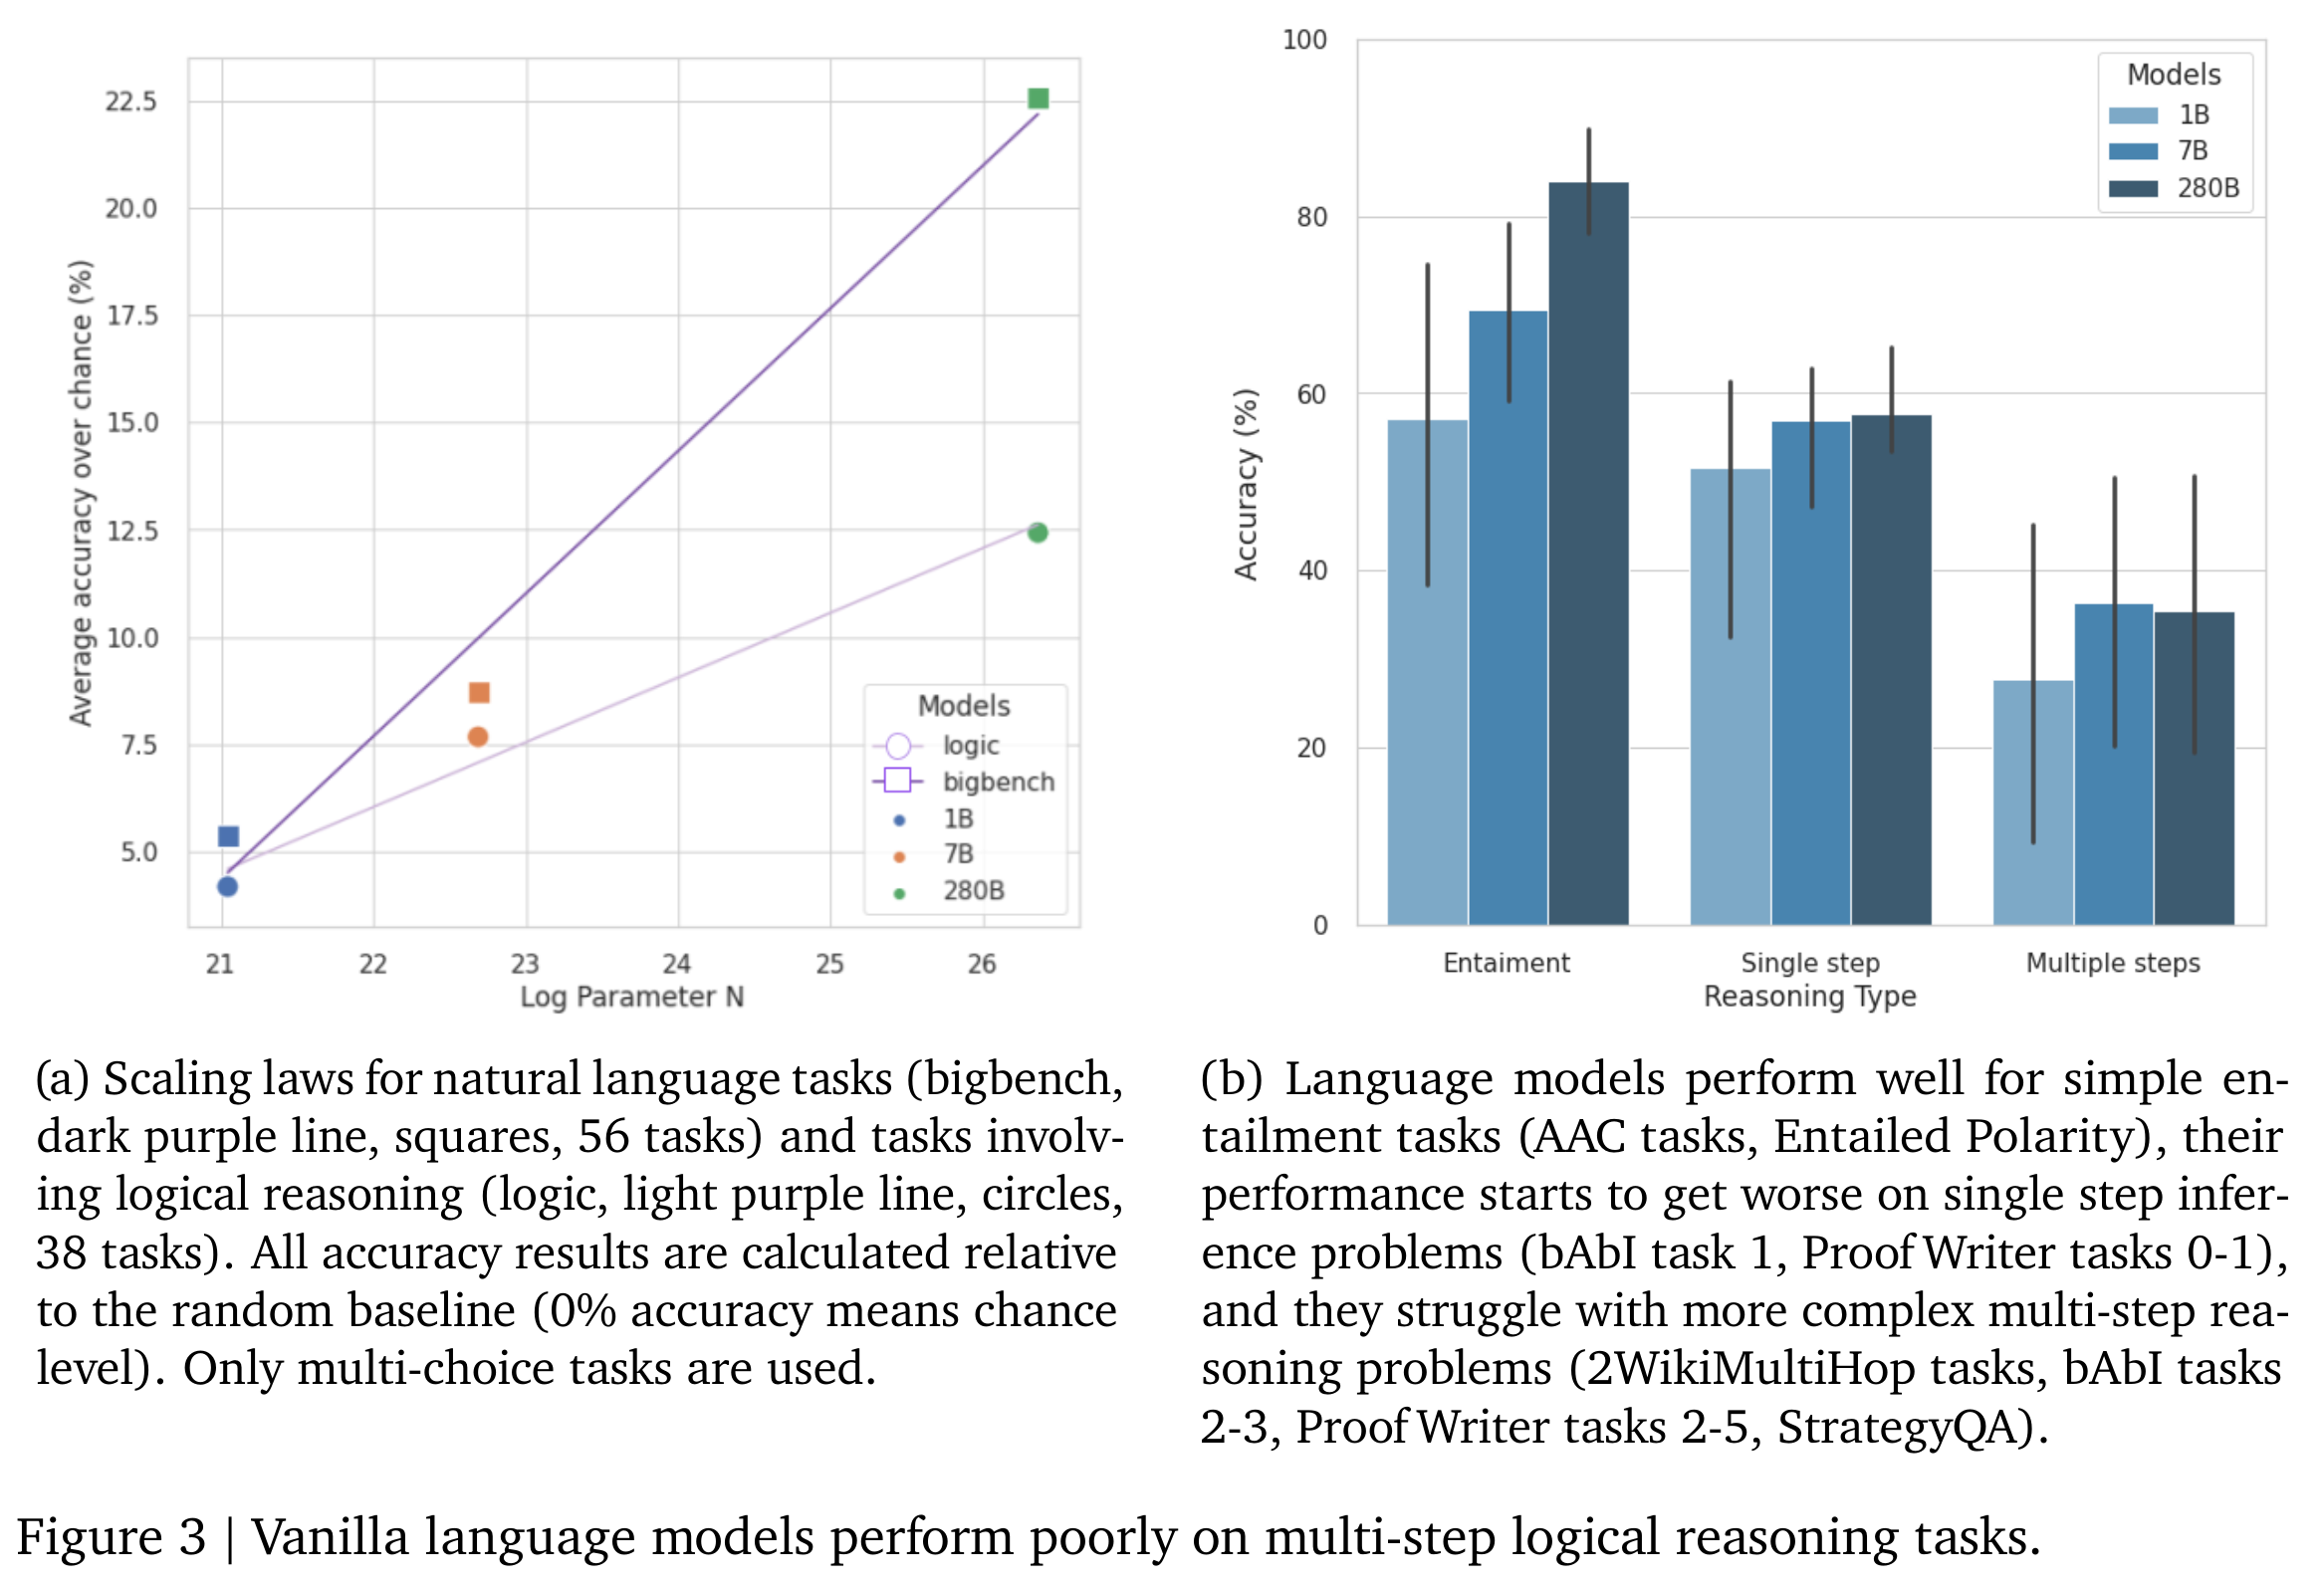 22.5
20.0
17.5
15.0
12.5
10.0
7.5
5.0
Average accuracy over chance (%)
21 22 23 24 25 26
Log Parameter N
Models
logic
bigbench
1B
7B
280B
100
80
60
40
20
0
Accuracy (%)
Models
1B
7B
280B
Entaiment Single step Multiple steps
Reasoning Type
(a) Scaling laws for natural language tasks (bigbench,
dark purple line, squares, 56 tasks) and tasks involv-
ing logical reasoning (logic, light purple line, circles,
38 tasks). All accuracy results are calculated relative
to the random baseline (0% accuracy means chance
level). Only multi-choice tasks are used.
(b) Language models perform well for simple en-
tailment tasks (AAC tasks, Entailed Polarity), their
performance starts to get worse on single step infer-
ence problems (bAbI task 1, ProofWriter tasks 0-1),
and they struggle with more complex multi-step rea-
soning problems (2WikiMultiHop tasks, bAbI tasks
2-3, ProofWriter tasks 2-5, StrategyQA).
Figure 3 | Vanilla language models perform poorly on multi-step logical reasoning tasks.